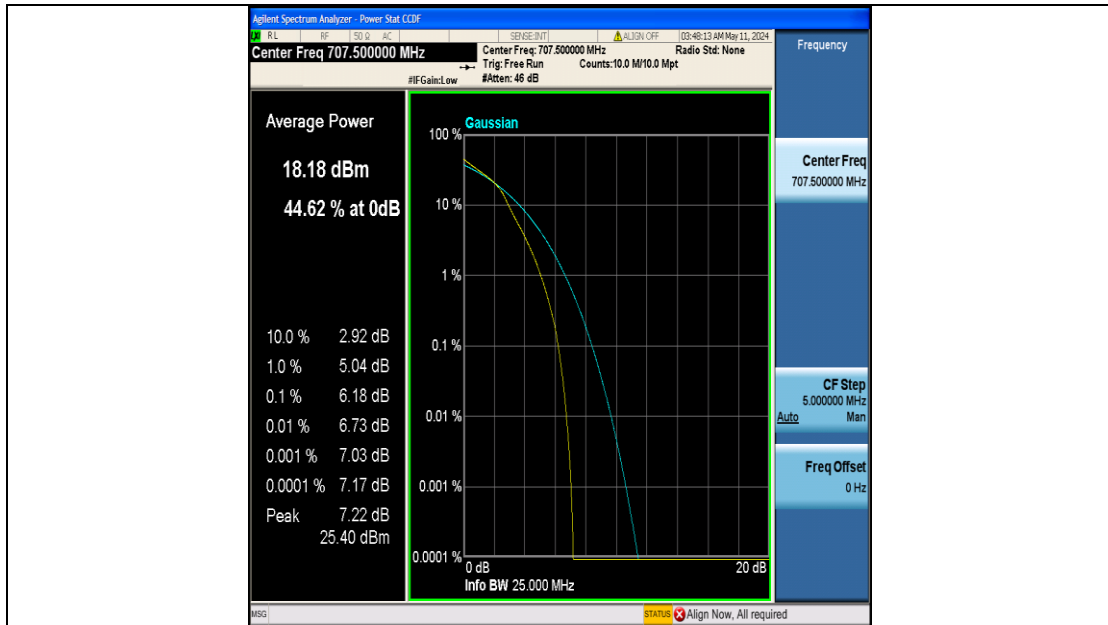 Agilent Spectrum Analyzer - Power Stat CCDF
RL RF 50 Ω AC SENSE:INT ALIGN OFF 03:48:13 AM May 11, 2024
Center Freq 707.500000 MHz
Center Freq: 707.500000 MHz Radio Std: None
Trig: Free Run Counts:10.0 M/10.0 Mpt
#IFGain:Low #Atten: 46 dB
Average Power
18.18 dBm
44.62 % at 0dB
10.0 % 2.92 dB
1.0 % 5.04 dB
0.1 % 6.18 dB
0.01 % 6.73 dB
0.001 % 7.03 dB
0.0001 % 7.17 dB
Peak 7.22 dB
25.40 dBm
Gaussian
100 %
10 %
1 %
0.1 %
0.01 %
0.001 %
0.0001 %
0 dB 20 dB
Info BW 25.000 MHz
Frequency
Center Freq
707.500000 MHz
CF Step
5.000000 MHz
Auto Man
Freq Offset
0 Hz
MSG STATUS Align Now, All required